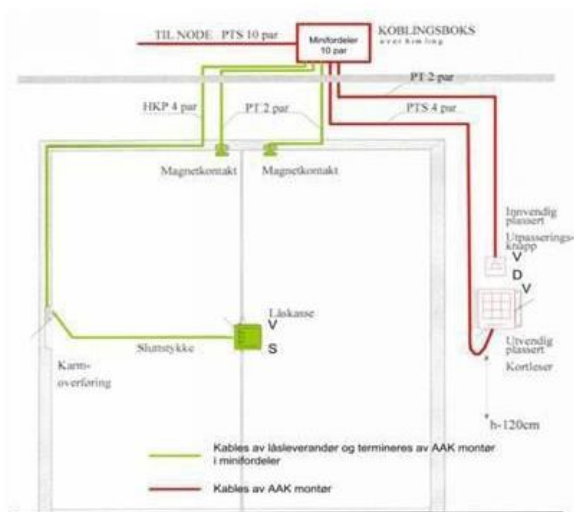 TIL NODE PTS 10 par
Minifordeler
10 par
KOBLINGSBOKS
over himling
PT 2 par
HKP 4 par
PT 2 par
PTS 4 par
Magnetkontakt
Magnetkontakt
Innvendig
plassert
Utpasserings-
knapp
V
D
V
Låskasse
V
S
Sluttstykke
Karm-
overføring
Utvendig
plassert
Kortleser
h-120cm
Kables av låsleverandør og termineres av AAK montør
i minifordeler
Kables av AAK montør